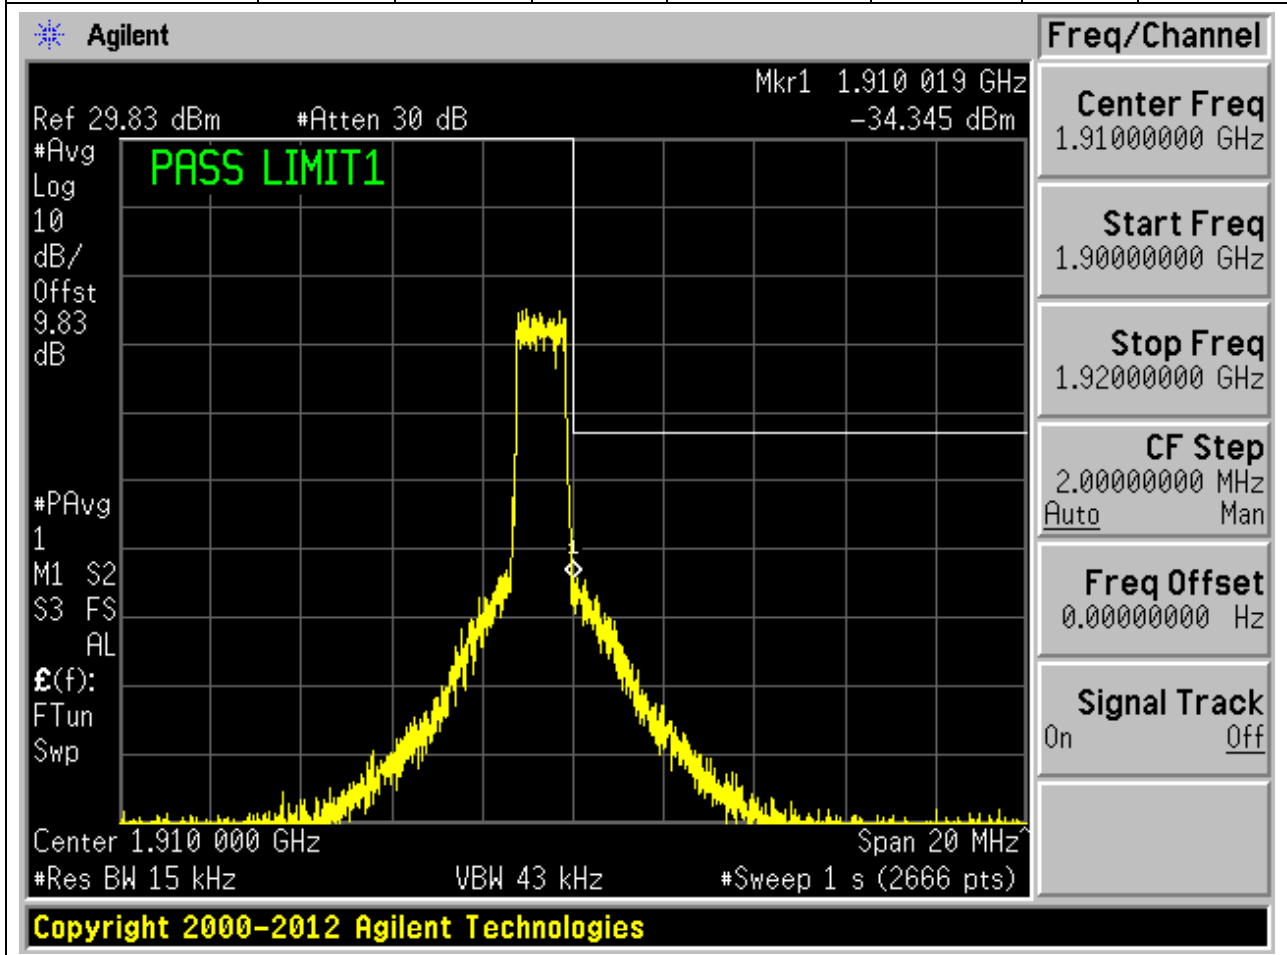 Agilent
Freq/Channel
Mkr1 1.910 019 GHz
Ref 29.83 dBm #Atten 30 dB -34.345 dBm
#Avg
Log
10
dB/
Offst
9.83
dB
PASS LIMIT1
#PAvg
1
M1 S2
S3 FS
AL
£(f):
FTun
Swp
1
Center 1.910 000 GHz Span 20 MHz^
#Res BW 15 kHz VBW 43 kHz #Sweep 1 s (2666 pts)
Center Freq
1.91000000 GHz
Start Freq
1.90000000 GHz
Stop Freq
1.92000000 GHz
CF Step
2.00000000 MHz
Auto Man
Freq Offset
0.00000000 Hz
Signal Track
On Off
Copyright 2000-2012 Agilent Technologies